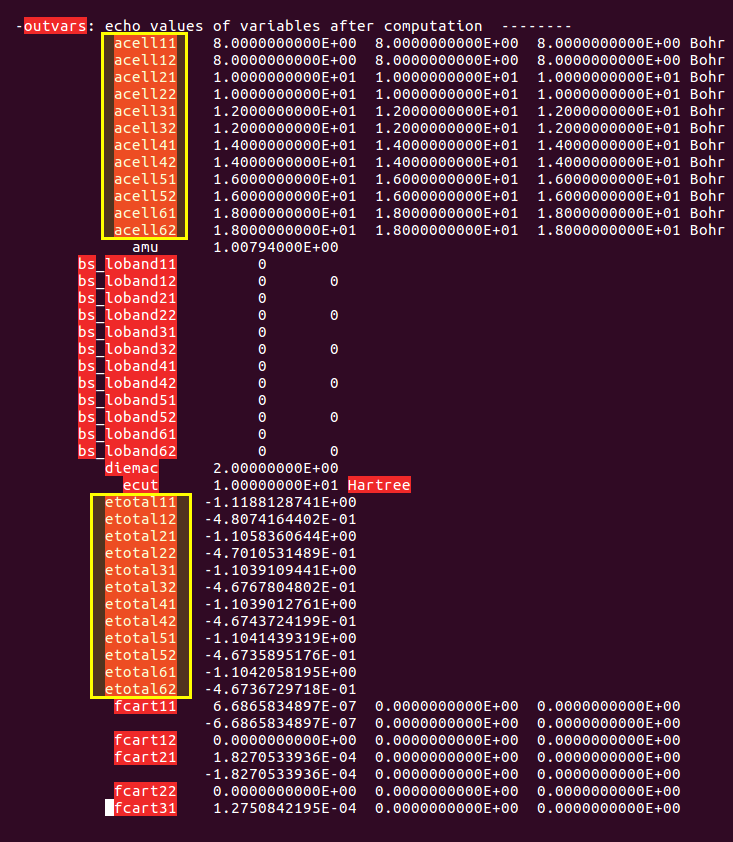 -outvars: echo values of variables after computation  --------
acell11    8.0000000000E+00  8.0000000000E+00  8.0000000000E+00 Bohr
acell12    8.0000000000E+00  8.0000000000E+00  8.0000000000E+00 Bohr
acell21    1.0000000000E+01  1.0000000000E+01  1.0000000000E+01 Bohr
acell22    1.0000000000E+01  1.0000000000E+01  1.0000000000E+01 Bohr
acell31    1.2000000000E+01  1.2000000000E+01  1.2000000000E+01 Bohr
acell32    1.2000000000E+01  1.2000000000E+01  1.2000000000E+01 Bohr
acell41    1.4000000000E+01  1.4000000000E+01  1.4000000000E+01 Bohr
acell42    1.4000000000E+01  1.4000000000E+01  1.4000000000E+01 Bohr
acell51    1.6000000000E+01  1.6000000000E+01  1.6000000000E+01 Bohr
acell52    1.6000000000E+01  1.6000000000E+01  1.6000000000E+01 Bohr
acell61    1.8000000000E+01  1.8000000000E+01  1.8000000000E+01 Bohr
acell62    1.8000000000E+01  1.8000000000E+01  1.8000000000E+01 Bohr
amu    1.00794000E+00
bs_loband11    0
bs_loband12    0    0
bs_loband21    0
bs_loband22    0    0
bs_loband31    0
bs_loband32    0    0
bs_loband41    0
bs_loband42    0    0
bs_loband51    0
bs_loband52    0    0
bs_loband61    0
bs_loband62    0    0
diemac    2.00000000E+00
ecut    1.00000000E+01 Hartree
etotal11    -1.1188128741E+00
etotal12    -4.8074164402E-01
etotal21    -1.1058360644E+00
etotal22    -4.7010531489E-01
etotal31    -1.1039109441E+00
etotal32    -4.6767804802E-01
etotal41    -1.1039012761E+00
etotal42    -4.6743724199E-01
etotal51    -1.1041439319E+00
etotal52    -4.6735895176E-01
etotal61    -1.1042058195E+00
etotal62    -4.6736729718E-01
fcart11    6.6865834897E-07  0.0000000000E+00  0.0000000000E+00
-6.6865834897E-07  0.0000000000E+00  0.0000000000E+00
fcart12    0.0000000000E+00  0.0000000000E+00  0.0000000000E+00
fcart21    1.8270533936E-04  0.0000000000E+00  0.0000000000E+00
-1.8270533936E-04  0.0000000000E+00  0.0000000000E+00
fcart22    0.0000000000E+00  0.0000000000E+00  0.0000000000E+00
fcart31    1.2750842195E-04  0.0000000000E+00  0.0000000000E+00